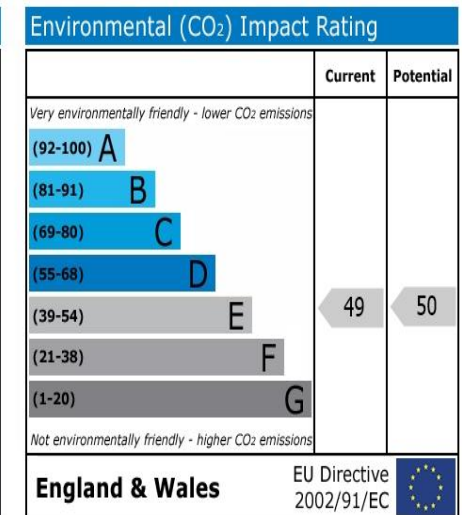 Environmental (CO₂) Impact Rating
Current Potential
Very environmentally friendly - lower CO₂ emissions
(92-100) A
(81-91) B
(69-80) C
(55-68) D
(39-54) E 49 50
(21-38) F
(1-20) G
Not environmentally friendly - higher CO₂ emissions
England & Wales
EU Directive
2002/91/EC